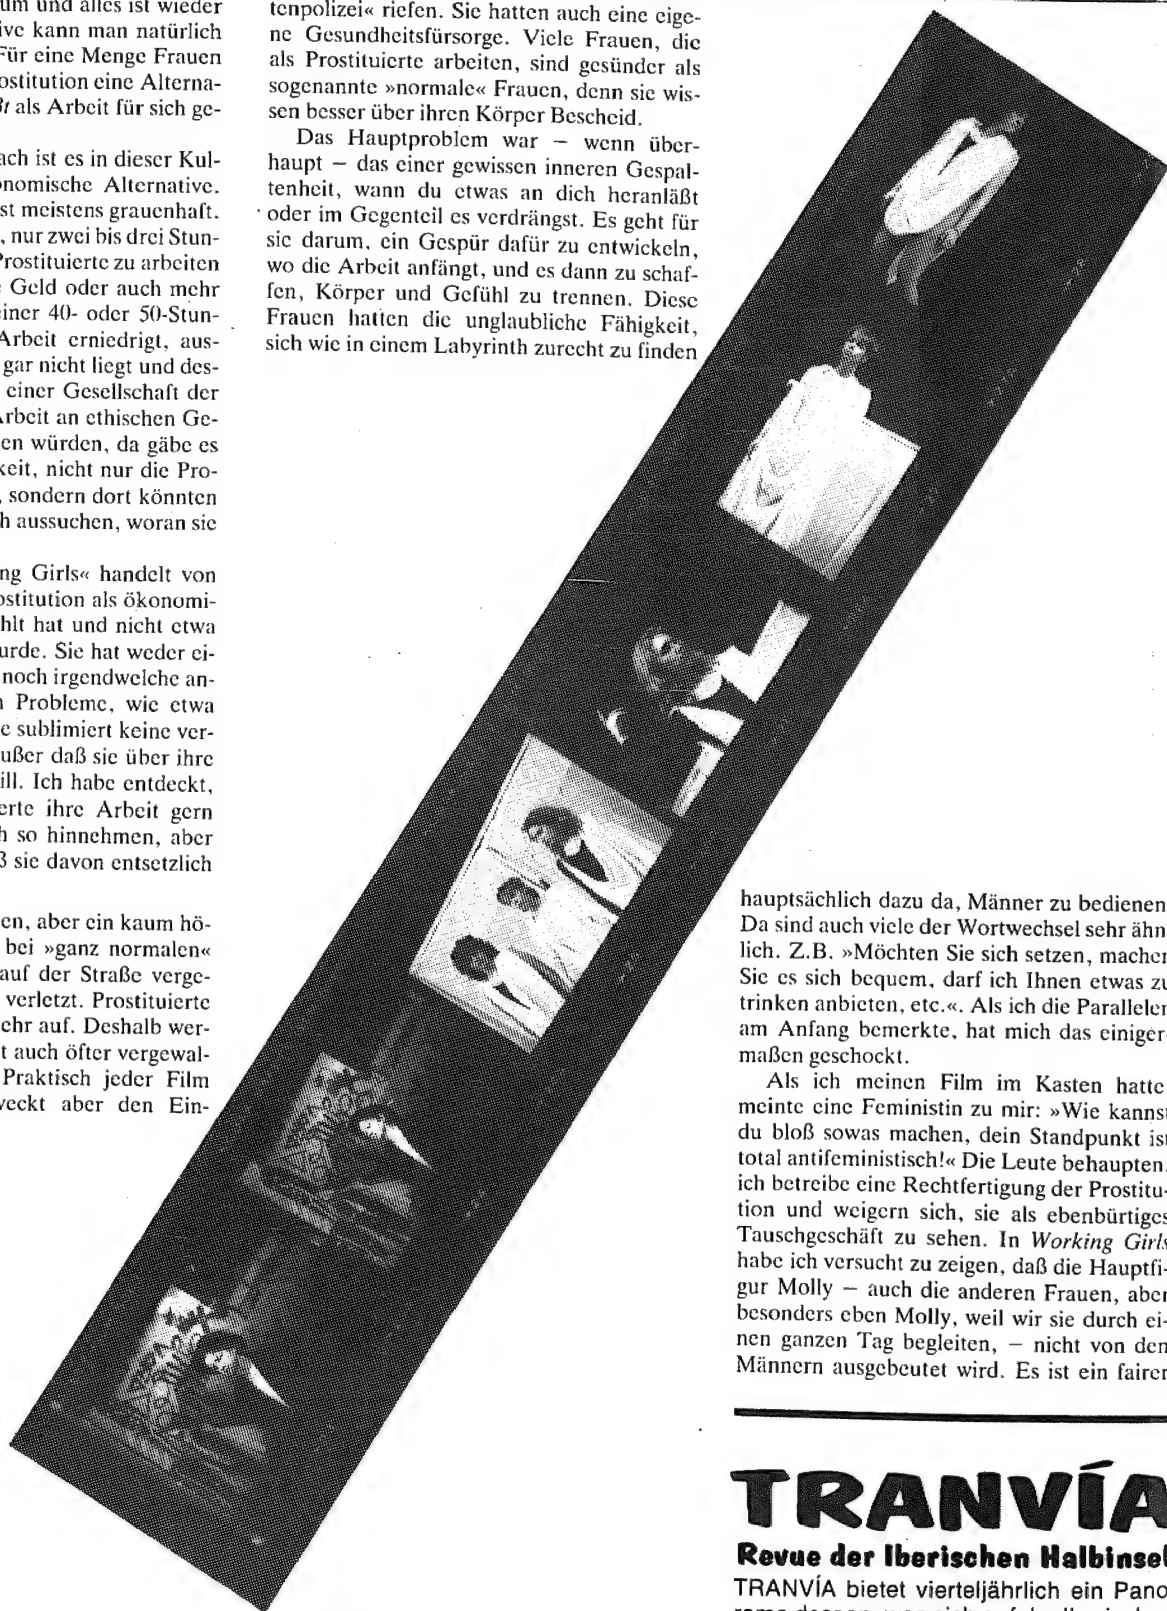 um und alles ist wieder
ive kann man natürlich
Für eine Menge Frauen
ostitution eine Alterna-
ßt als Arbeit für sich ge-
ach ist es in dieser Kul-
onomische Alternative.
st meistens grauenhaft.
, nur zwei bis drei Stun-
Prostituierte zu arbeiten
Geld oder auch mehr
einer 40- oder 50-Stun-
Arbeit erniedrigt, aus-
gar nicht liegt und des-
einer Gesellschaft der
Arbeit an ethischen Ge-
en würden, da gäbe es
keit, nicht nur die Pro-
, sondern dort könnten
h aussuchen, woran sie
ng Girls« handelt von
ostitution als ökonomi-
hlt hat und nicht etwa
urde. Sie hat weder ei-
noch irgendwelche an-
n Probleme, wie etwa
e sublimiert keine ver-
ußer daß sie über ihre
ill. Ich habe entdeckt,
erte ihre Arbeit gern
h so hinnehmen, aber
ß sie davon entsetzlich
en, aber ein kaum hö-
bei »ganz normalen«
auf der Straße verge-
verletzt. Prostituierte
ehr auf. Deshalb wer-
t auch öfter vergewal-
Praktisch jeder Film
weckt aber den Ein-
tenpolizei« riefen. Sie hatten auch eine eige-
ne Gesundheitsfürsorge. Viele Frauen, die
als Prostituierte arbeiten, sind gesünder als
sogenannte »normale« Frauen, denn sie wis-
sen besser über ihren Körper Bescheid.
Das Hauptproblem war – wenn über-
haupt – das einer gewissen inneren Gespal-
tenheit, wann du etwas an dich heranläßt
oder im Gegenteil es verdrängst. Es geht für
sie darum, ein Gespür dafür zu entwickeln,
wo die Arbeit anfängt, und es dann zu schaf-
fen, Körper und Gefühl zu trennen. Diese
Frauen hatten die unglaubliche Fähigkeit,
sich wie in einem Labyrinth zurecht zu finden
hauptsächlich dazu da, Männer zu bedienen
Da sind auch viele der Wortwechsel sehr ähn
lich. Z.B. »Möchten Sie sich setzen, machen
Sie es sich bequem, darf ich Ihnen etwas zu
trinken anbieten, etc.«. Als ich die Parallelen
am Anfang bemerkte, hat mich das einiger-
maßen geschockt.
Als ich meinen Film im Kasten hatte
meinte eine Feministin zu mir: »Wie kannst
du bloß sowas machen, dein Standpunkt ist
total antifeministisch!« Die Leute behaupten,
ich betreibe eine Rechtfertigung der Prostitu-
tion und weigern sich, sie als ebenbürtiges
Tauschgeschäft zu sehen. In Working Girls
habe ich versucht zu zeigen, daß die Hauptfi-
gur Molly – auch die anderen Frauen, aber
besonders eben Molly, weil wir sie durch ei-
nen ganzen Tag begleiten, – nicht von den
Männern ausgebeutet wird. Es ist ein fairer
TRANVÍA
Revue der Iberischen Halbinsel
TRANVÍA bietet vierteljährlich ein Pano